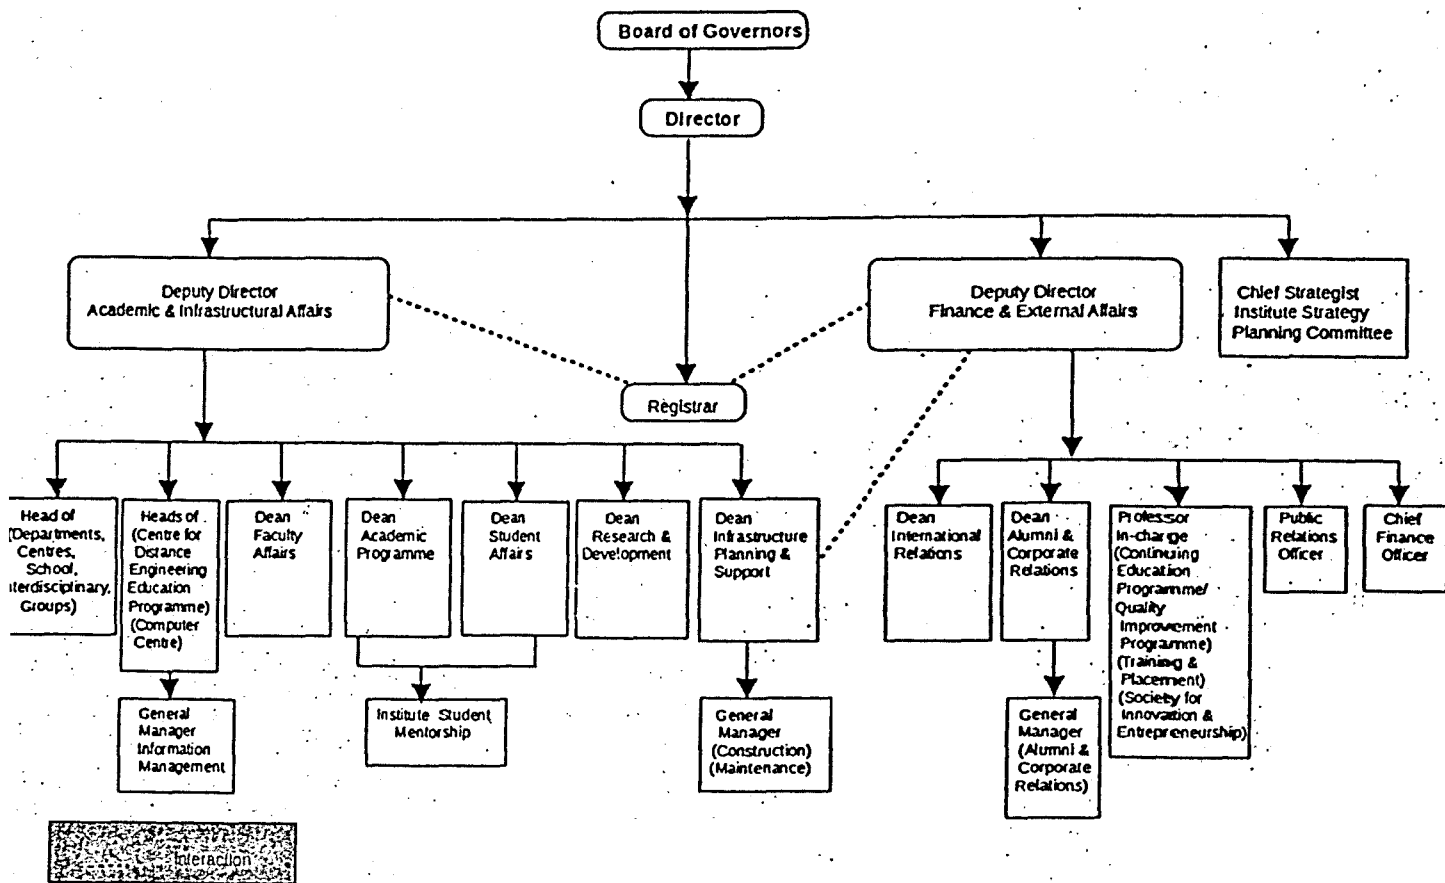 Board of Governors
Director
Deputy Director
Academic & Infrastructural Affairs
Deputy Director
Finance & External Affairs
Chief Strategist
Institute Strategy
Planning Committee
Registrar
Head of
(Departments,
Centres,
School,
nterdisciplinary,
Groups)
Heads of
(Centre for
Distance
Engineering
Education
Programme)
(Computer
Centre)
Dean
Faculty
Affairs
Dean
Academic
Programme
Dean
Student
Affairs
Dean
Research &
Development
Dean
Infrastructure
Planning &
Support
Dean
International
Relations
Dean
Alumni &
Corporate
Relations
Professor
In-charge
(Continuing
Education
Programme/
Quality
Improvement
Programme)
(Training &
Placement)
(Society for
Innovation &
Entrepreneurship)
Public
Relations
Officer
Chief
Finance
Officer
General
Manager
Information
Management
Institute Student
Mentorship
General
Manager
(Construction)
(Maintenance)
General
Manager
(Alumni &
Corporate
Relations)
Interaction